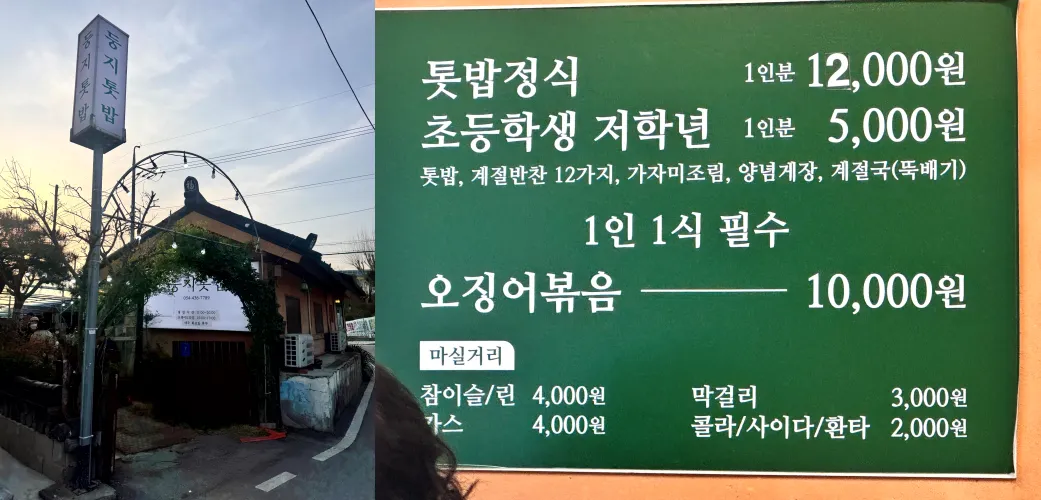 둥지톳밥
둥지톳밥
톳밥정식 1인분 12,000원
초등학생 저학년 1인분 5,000원
톳밥, 계절반찬 12가지, 가자미조림, 양념게장, 계절국(뚝배기)
1인 1식 필수
오징어볶음 10,000원
마실거리
참이슬/린 4,000원 막걸리 3,000원
카스 4,000원 콜라/사이다/환타 2,000원